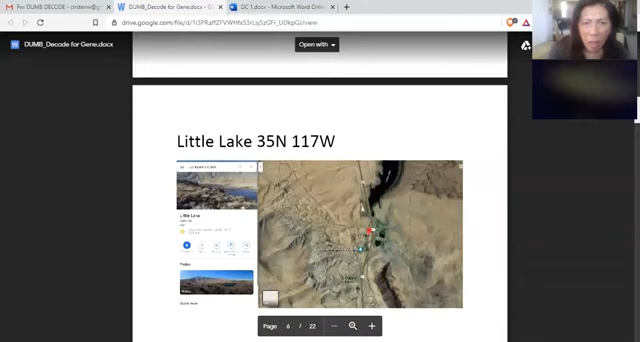 Fw: DUMB DECODE - cirstenw@g
DUMB_Decode for Gene.docx
DC 1.docx - Microsoft Word Online
drive.google.com/file/d/
/view
DUMB_Decode for Gene.docx
Open with
Little Lake 35N 117W
Little Lake
Photos
Page 6 / 22